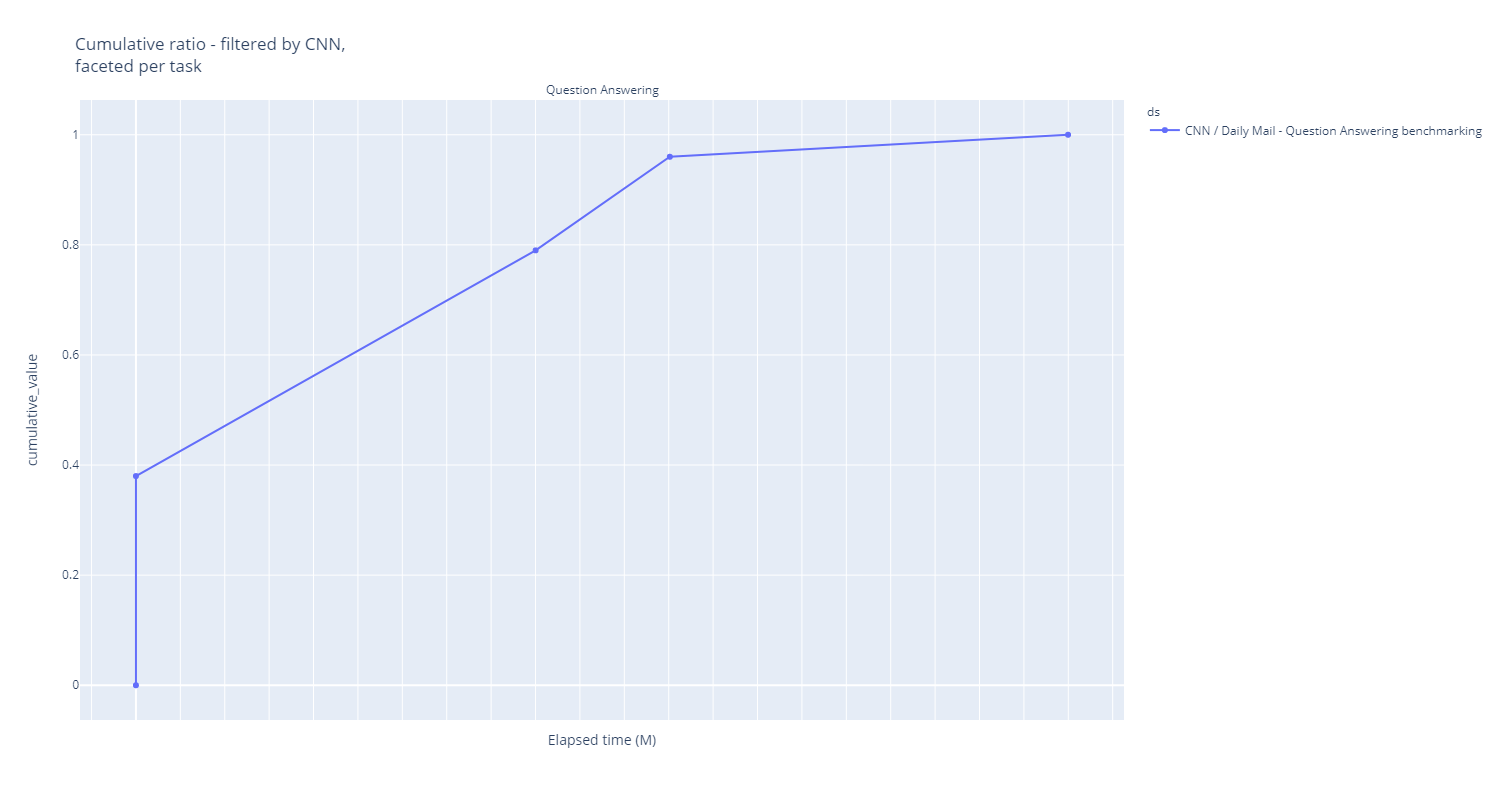 Cumulative ratio - filtered by CNN,
faceted per task
Question Answering
ds
CNN / Daily Mail - Question Answering benchmarking
1
0.8
0.6
0.4
0.2
0
cumulative_value
Elapsed time (M)